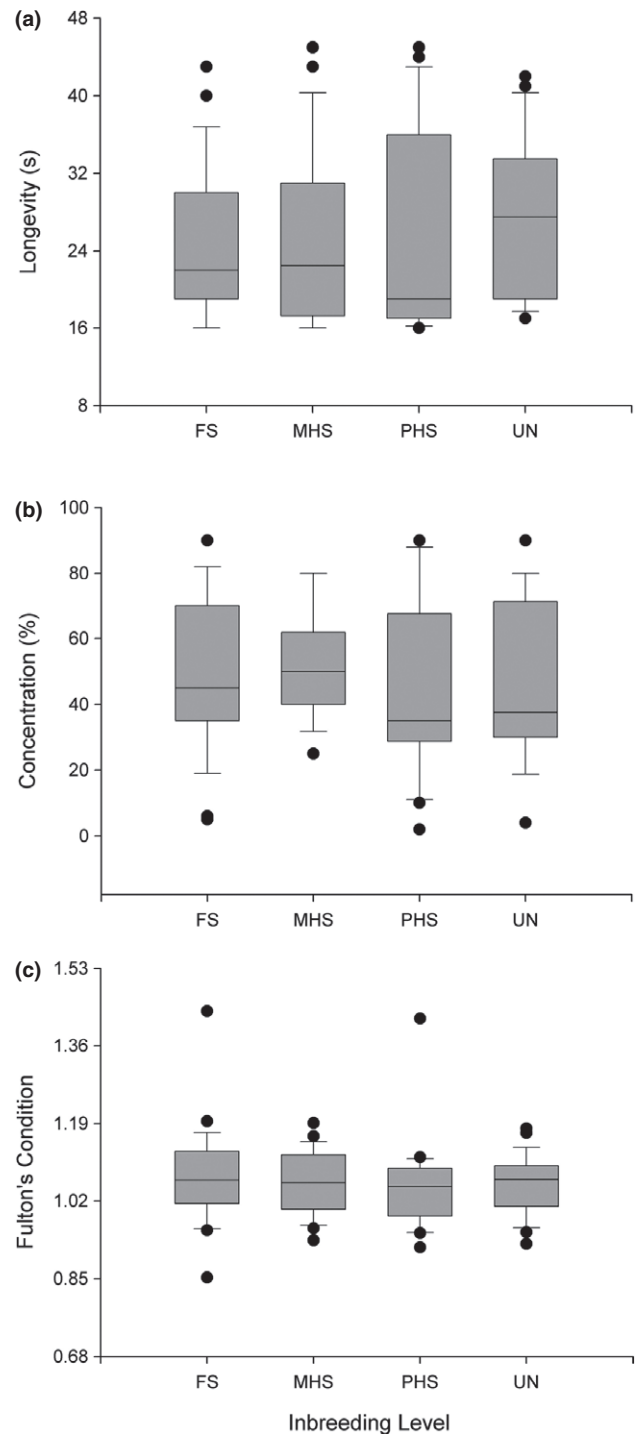 (a)
48
40
32
24
16
8
Longevity (s)
FS MHS PHS UN
(b)
100
80
60
40
20
0
Concentration (%)
FS MHS PHS UN
(c)
1.53
1.36
1.19
1.02
0.85
0.68
Fulton's Condition
FS MHS PHS UN
Inbreeding Level